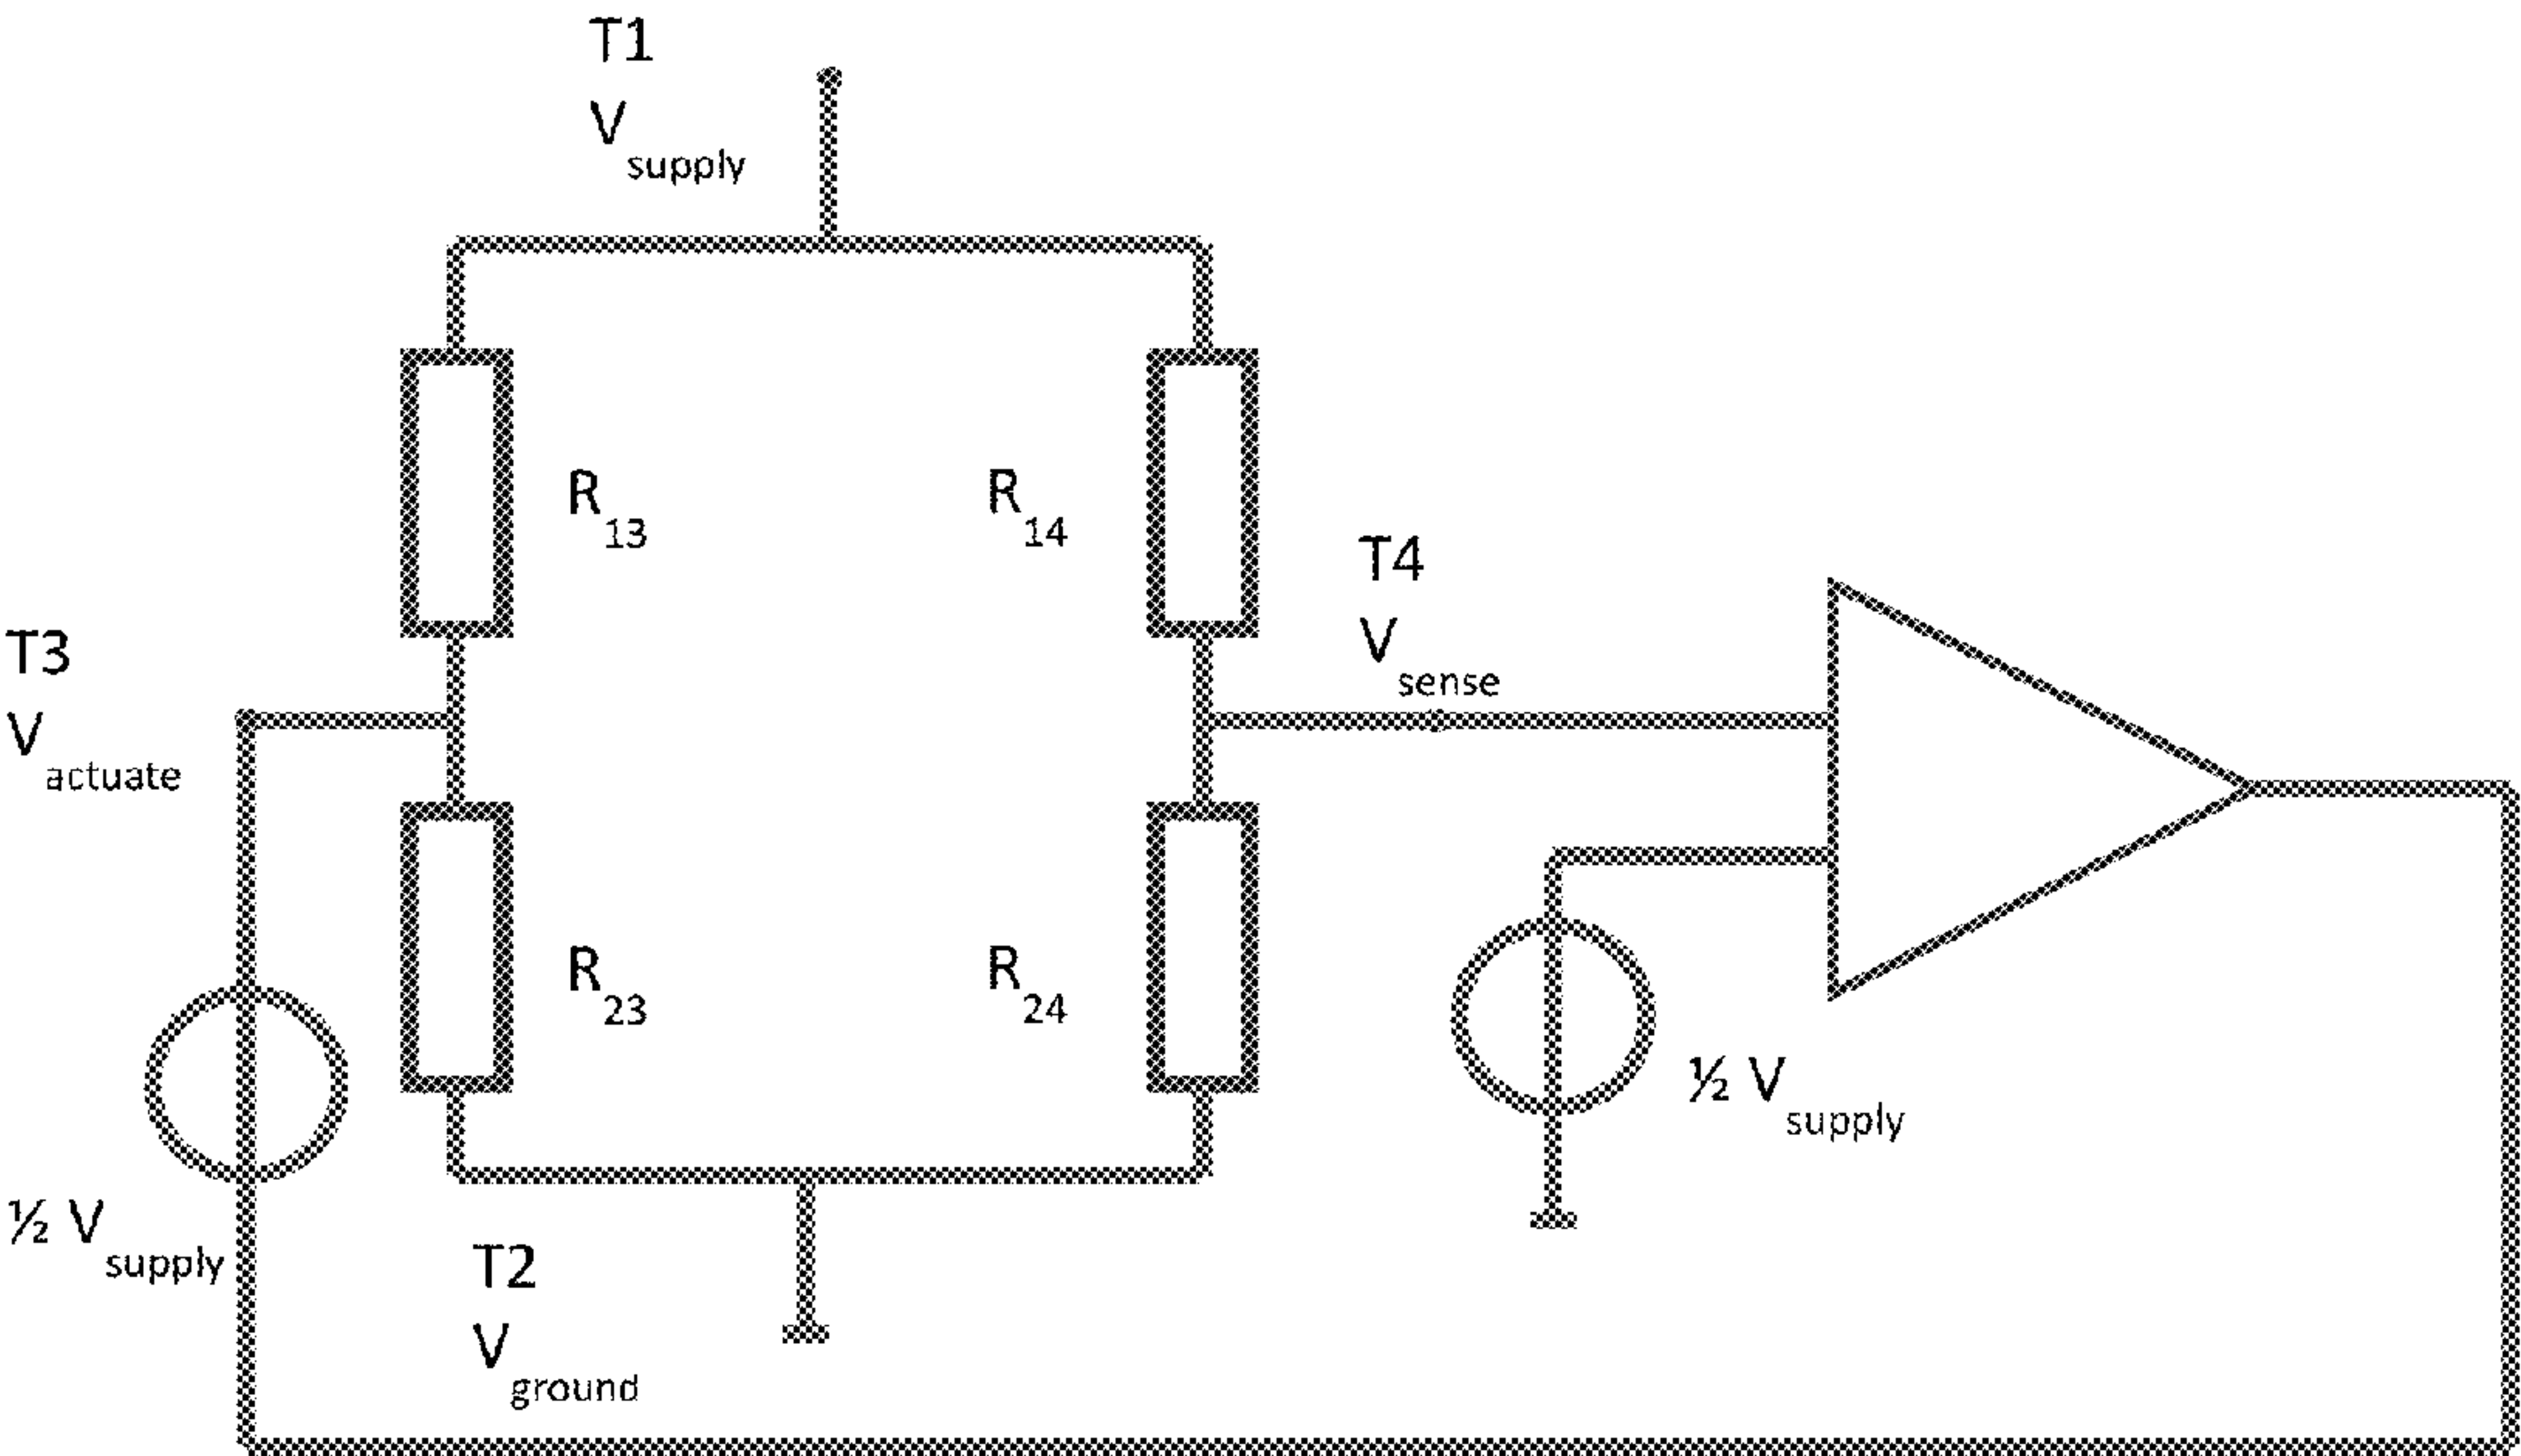 T1
V supply
R 13
R 14
T4
V sense
T3
V actuate
R 23
R 24
½ V supply
½ V supply
T2
V ground